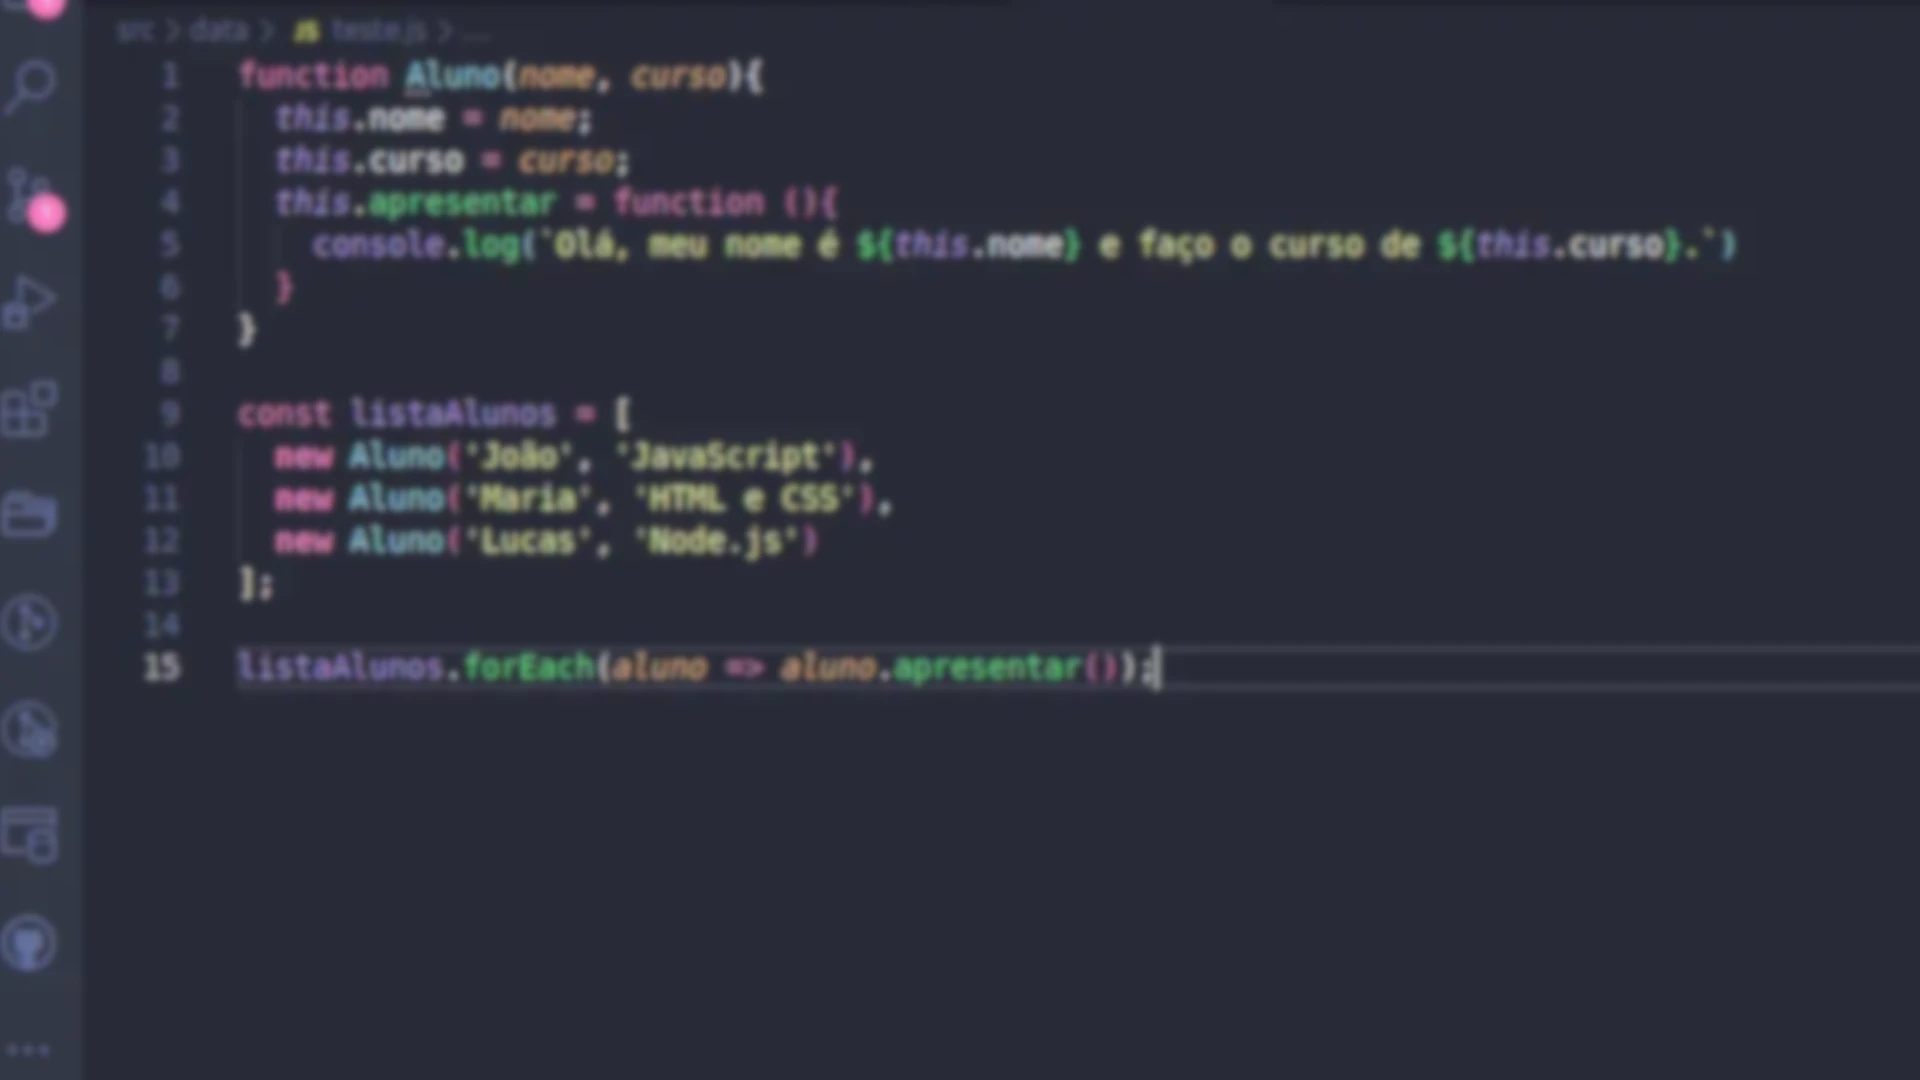 src > data > JS teste.js > ...
1 function Aluno(nome, curso){
2 this.nome = nome;
3 this.curso = curso;
4 this.apresentar = function (){
5 console.log(`Olá, meu nome é ${this.nome} e faço o curso de ${this.curso}.`)
6 }
7 }
8
9 const listaAlunos = [
10 new Aluno('João', 'JavaScript'),
11 new Aluno('Maria', 'HTML e CSS'),
12 new Aluno('Lucas', 'Node.js')
13 ];
14
15 listaAlunos.forEach(aluno => aluno.apresentar());